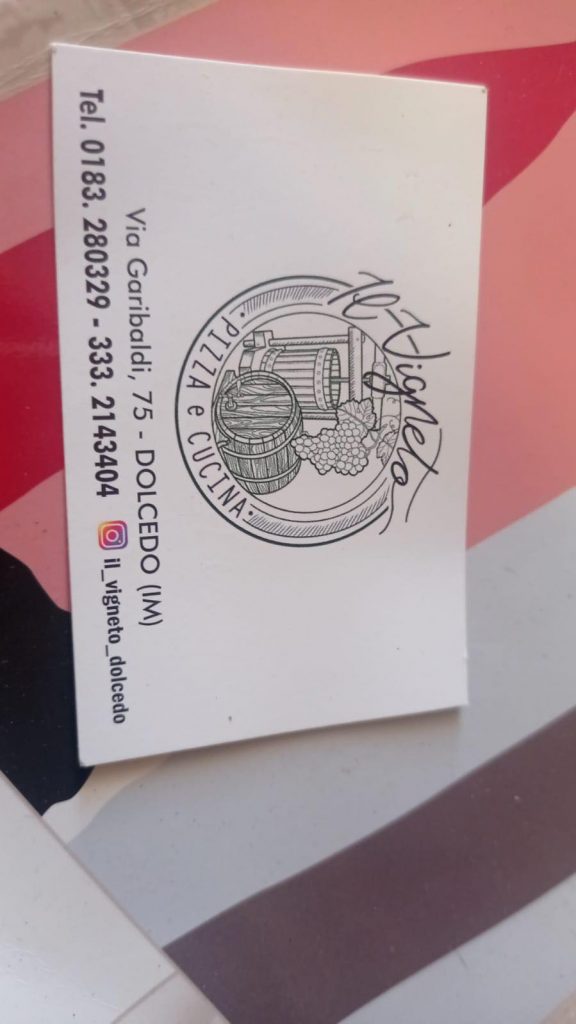 Il Vigneto
• PIZZA e CUCINA •
Via Garibaldi, 75 - DOLCEDO (IM)
Tel. 0183. 280329 - 333. 2143404 il_vigneto_dolcedo